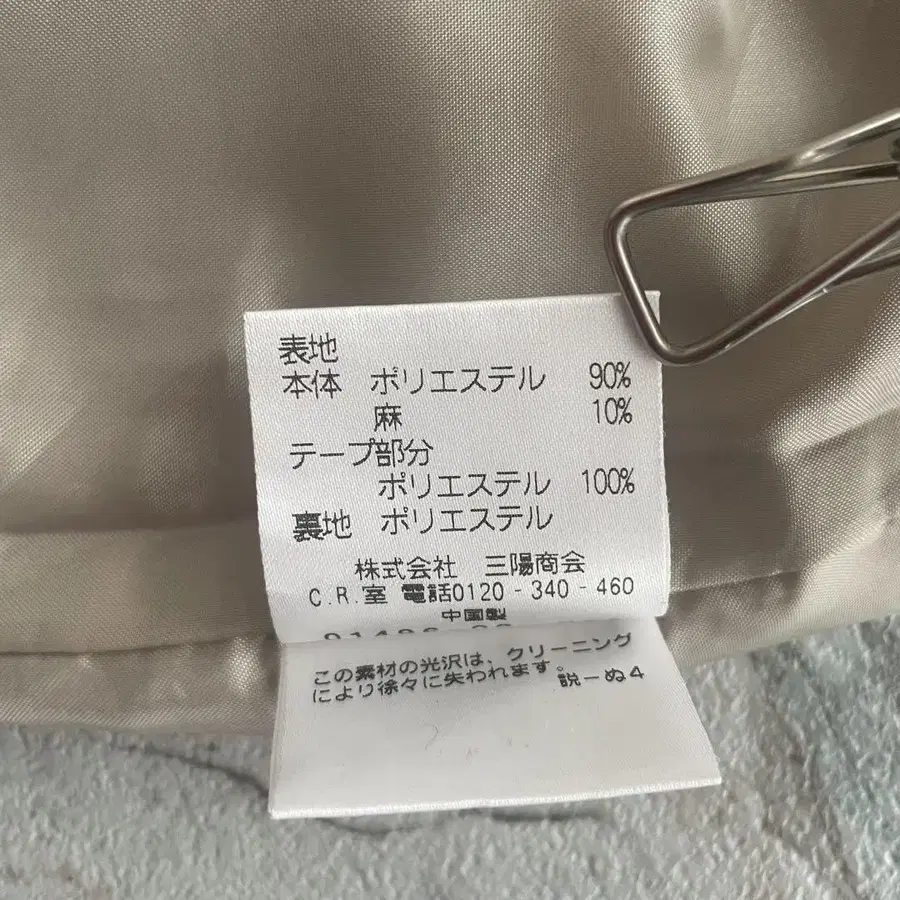 表地
本体 ポリエステル 90%
麻 10%
テープ部分
ポリエステル 100%
裏地 ポリエステル
株式会社 三陽商会
C.R.室 電話0120-340-460
中国製
この素材の光沢は、クリーニング
により徐々に失われます。
説-ぬ4